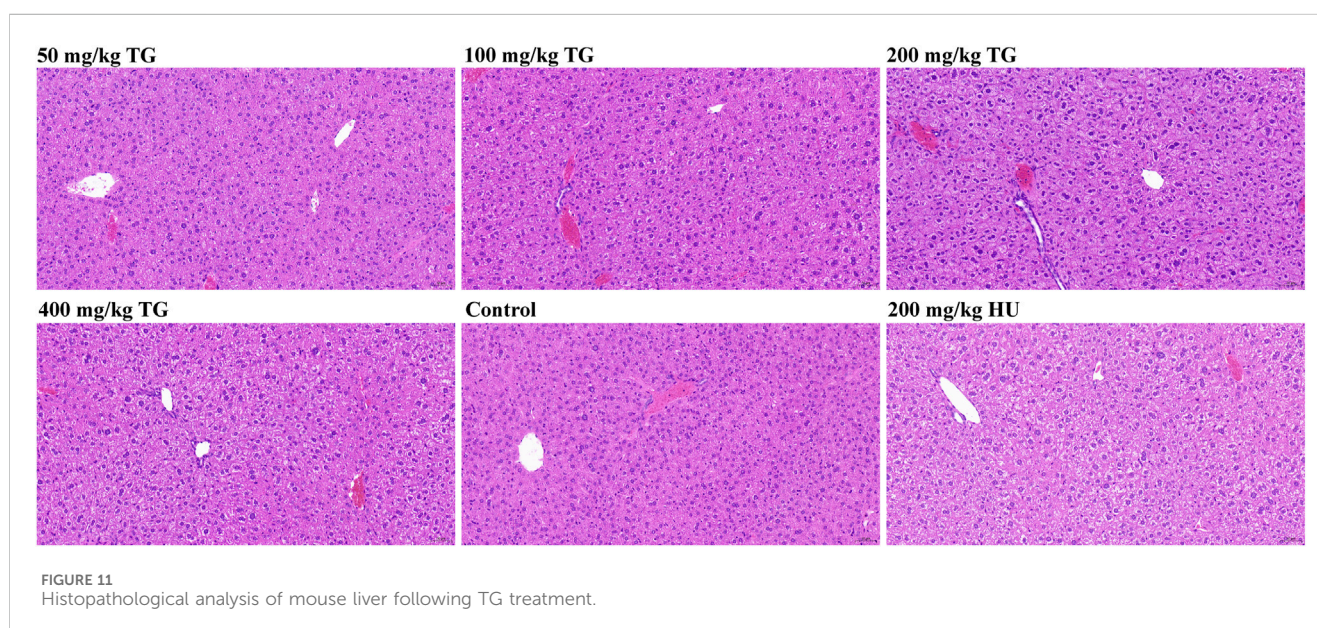 50 mg/kg TG
100 mg/kg TG
200 mg/kg TG
400 mg/kg TG
Control
200 mg/kg HU
FIGURE 11
Histopathological analysis of mouse liver following TG treatment.